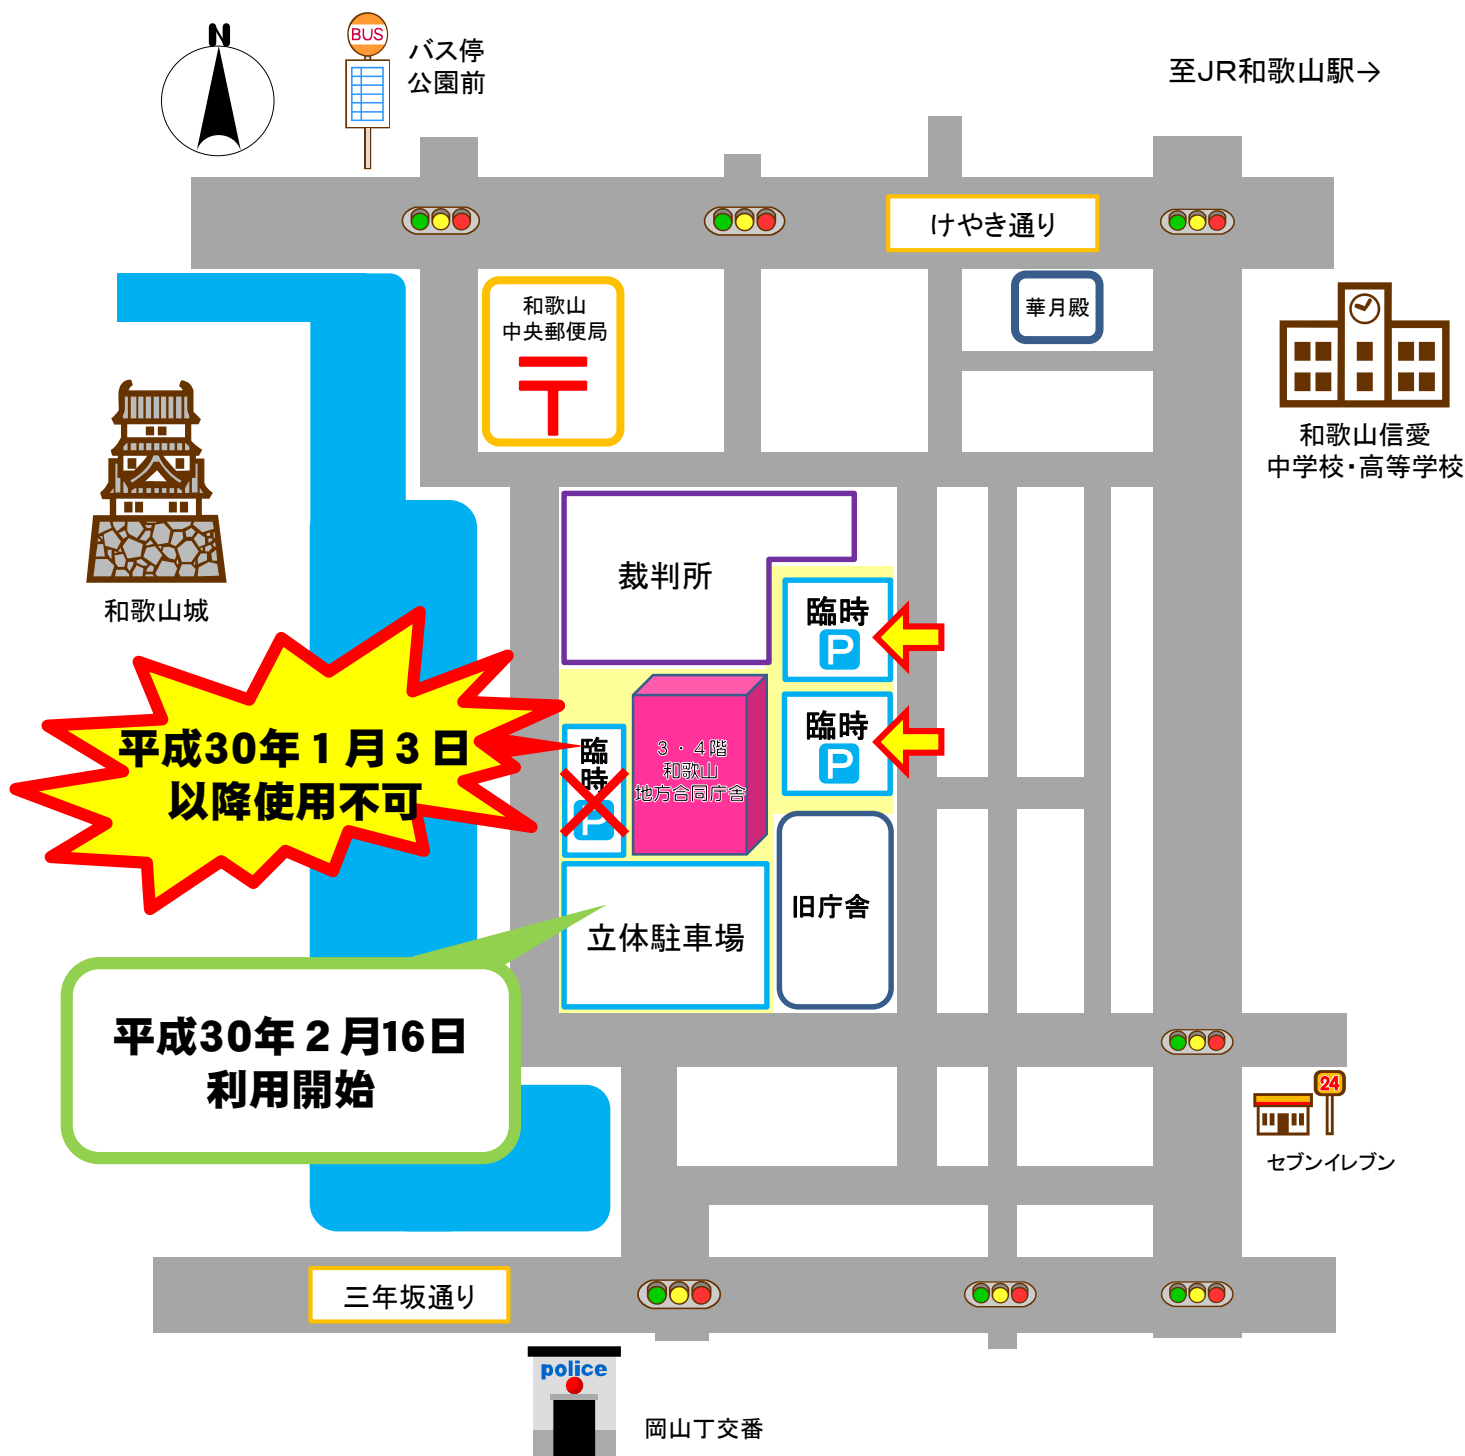 N
BUS
バス停
公園前
至JR和歌山駅→
けやき通り
和歌山
中央郵便局
華月殿
和歌山信愛
中学校・高等学校
和歌山城
裁判所
臨時
P
臨時
P
平成30年1月3日
以降使用不可
臨
時
P
3・4階
和歌山
地方合同庁舎
旧庁舎
立体駐車場
平成30年2月16日
利用開始
24
セブンイレブン
三年坂通り
police
岡山丁交番